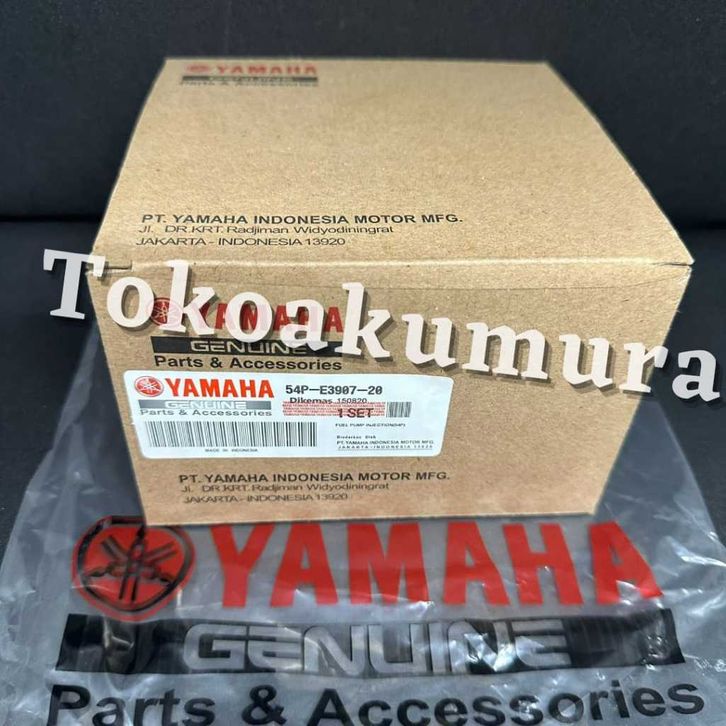 YAMAHA
GENUINE
Parts & Accessories
PT. YAMAHA INDONESIA MOTOR MFG.
Jl. DR.KRT. Radjiman Widyodiningrat
JAKARTA - INDONESIA 13920
Tokoakumura
YAMAHA
GENUINE
Parts & Accessories
YAMAHA 54P-E3907-20
GENUINE Dikemas 150820
Parts & Accessories 1 SET
FUEL PUMP INJECTION(54P)
MADE IN INDONESIA
Diedarkan Oleh
PT.YAMAHA INDONESIA MOTOR MFG.
JAKARTA-INDONESIA 13920
PT. YAMAHA INDONESIA MOTOR MFG.
Jl. DR.KRT. Radjiman Widyodiningrat
JAKARTA - INDONESIA 13920
YAMAHA
GENUINE
Parts & Accessories